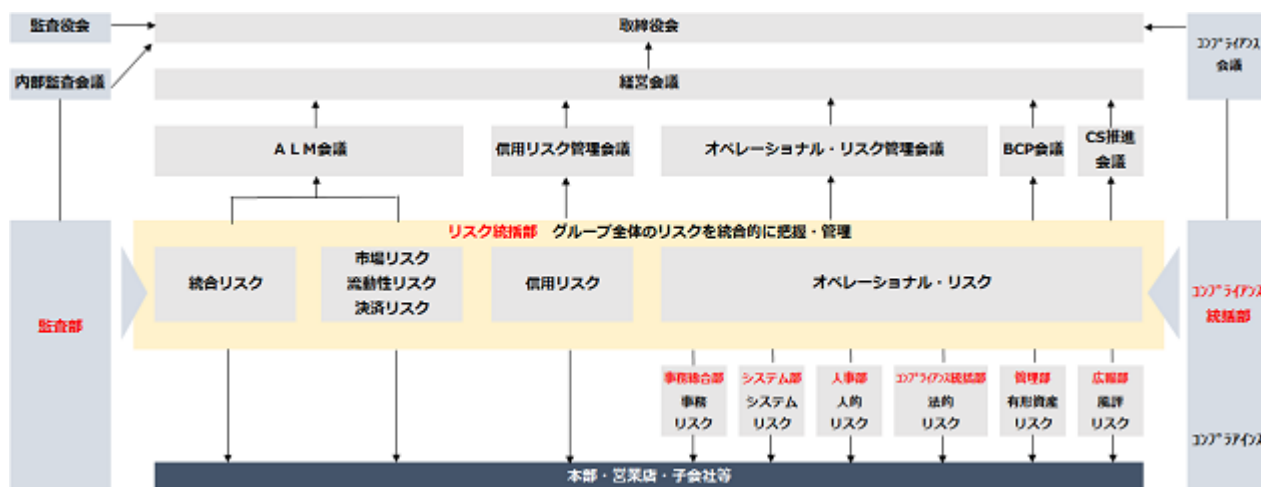 監査役会
取締役会
ｺﾝﾌﾟﾗｲｱﾝｽ
会議
内部監査会議
経営会議
ＡＬＭ会議
信用リスク管理会議
オペレーショナル・リスク管理会議
BCP会議
CS推進
会議
リスク統括部 グループ全体のリスクを統合的に把握・管理
統合リスク
市場リスク
流動性リスク
決済リスク
信用リスク
オペレーショナル・リスク
監査部
ｺﾝﾌﾟﾗｲｱﾝｽ
統括部
事務総合部
事務
リスク
システム部
システム
リスク
人事部
人的
リスク
ｺﾝﾌﾟﾗｲｱﾝｽ統括部
法的
リスク
管理部
有形資産
リスク
広報部
風評
リスク
ｺﾝﾌﾟﾗｱｲﾝｽ
本部・営業店・子会社等